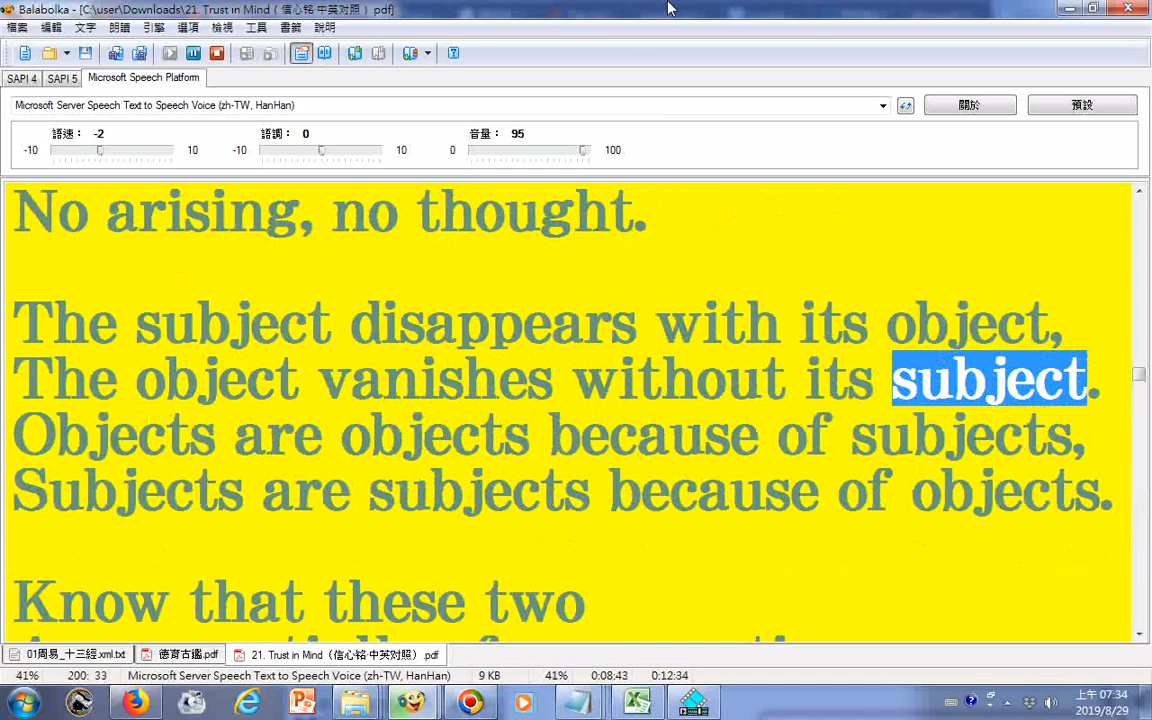 Balabolka - [C:\user\Downloads\21. Trust in Mind（信心铭·中英对照）.pdf]
檔案 編輯 文字 朗讀 引擎 選項 檢視 工具 書籤 說明
SAPI 4 SAPI 5 Microsoft Speech Platform
Microsoft Server Speech Text to Speech Voice (zh-TW, HanHan)
關於 預設
語速： -2 語調： 0 音量： 95
-10 10 -10 10 0 100
No arising, no thought.
The subject disappears with its object,
The object vanishes without its subject.
Objects are objects because of subjects,
Subjects are subjects because of objects.
Know that these two
01周易_十三經.xml.txt 德育古鑑.pdf 21. Trust in Mind（信心铭·中英对照）.pdf
41% 200: 33 Microsoft Server Speech Text to Speech Voice (zh-TW, HanHan) 9 KB 41% 0:08:43 0:12:34
上午 07:34
2019/8/29